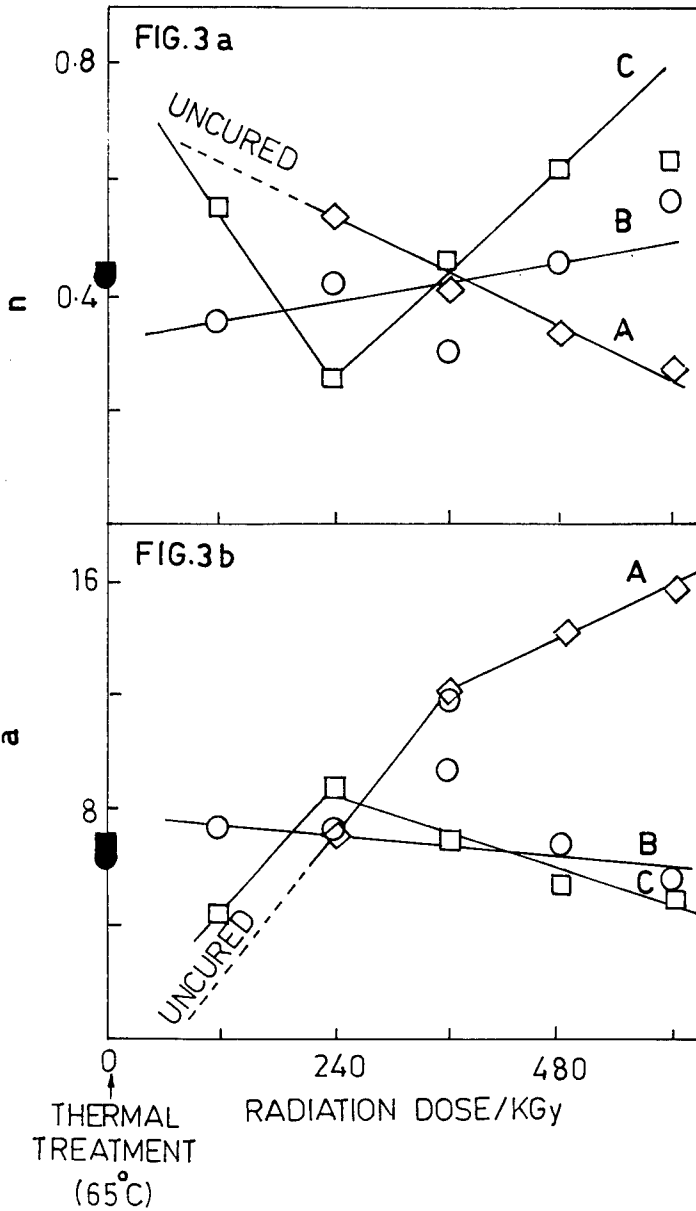 FIG.3a
0.8
C
UNCURED
B
n
0.4
A
FIG.3b
16
A
a
8
B
C
UNCURED
0
240
480
THERMAL
TREATMENT
(65°C)
RADIATION DOSE/KGy